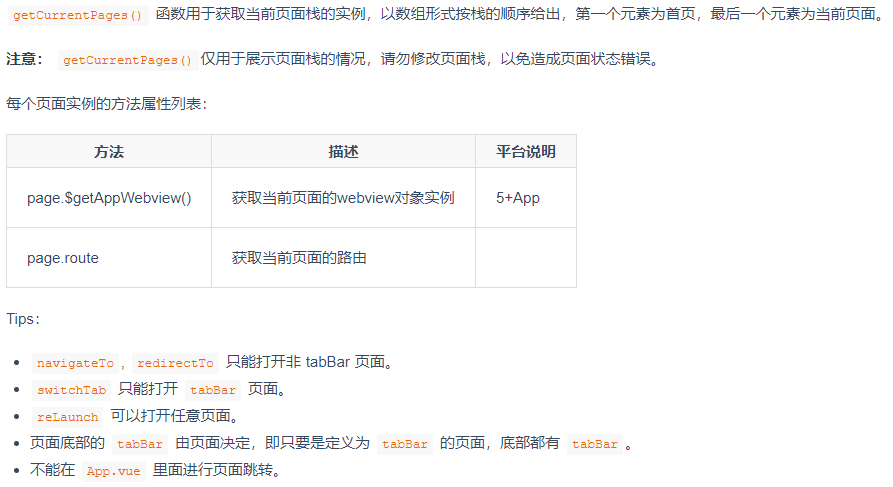 getCurrentPages() 函数用于获取当前页面栈的实例，以数组形式按栈的顺序给出，第一个元素为首页，最后一个元素为当前页面。
注意： getCurrentPages() 仅用于展示页面栈的情况，请勿修改页面栈，以免造成页面状态错误。
每个页面实例的方法属性列表：
方法 描述 平台说明
page.$getAppWebview() 获取当前页面的webview对象实例 5+App
page.route 获取当前页面的路由
Tips：
• navigateTo , redirectTo 只能打开非 tabBar 页面。
• switchTab 只能打开 tabBar 页面。
• reLaunch 可以打开任意页面。
• 页面底部的 tabBar 由页面决定，即只要是定义为 tabBar 的页面，底部都有 tabBar 。
• 不能在 App.vue 里面进行页面跳转。